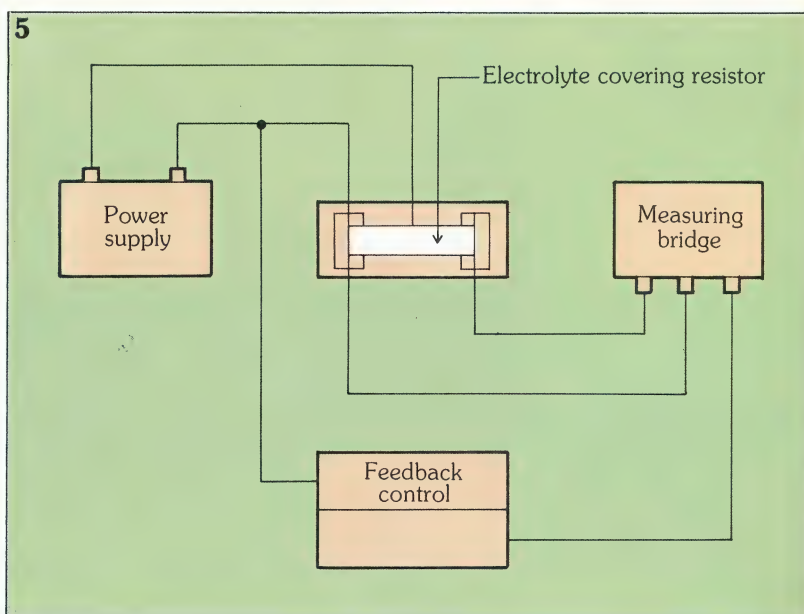 5
Electrolyte covering resistor
Power
supply
Measuring
bridge
Feedback
control